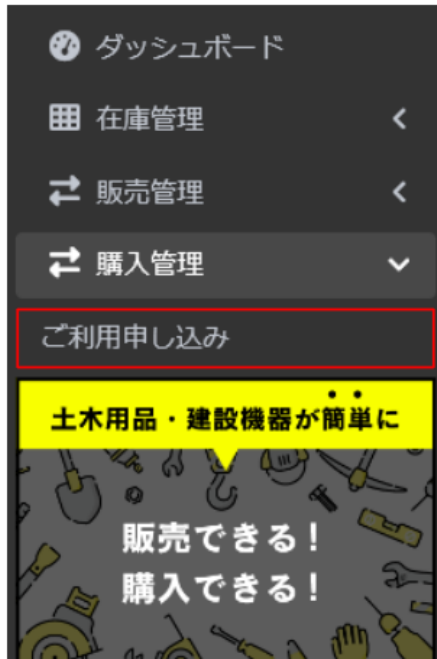 ダッシュボード
在庫管理
販売管理
購入管理
ご利用申し込み
土木用品・建設機器が簡単に
販売できる！
購入できる！